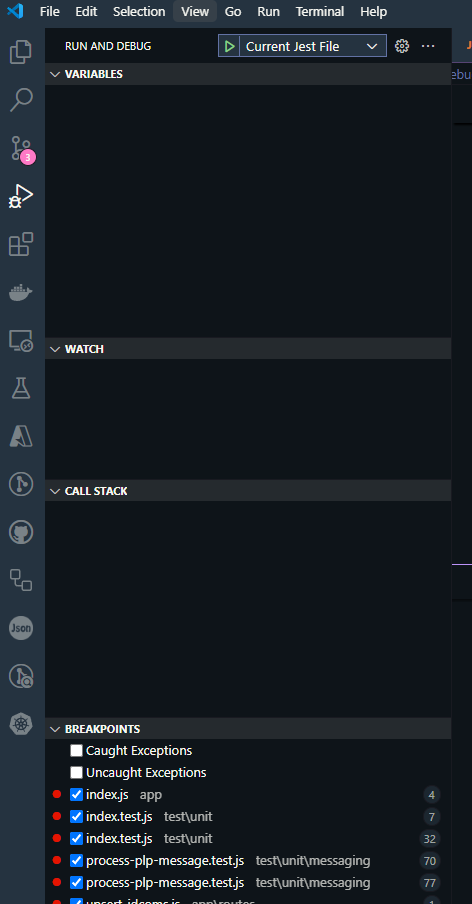 File Edit Selection View Go Run Terminal Help
RUN AND DEBUG Current Jest File
VARIABLES
ebu
3
WATCH
CALL STACK
Json
BREAKPOINTS
Caught Exceptions
Uncaught Exceptions
index.js app 4
index.test.js test\unit 7
index.test.js test\unit 32
process-plp-message.test.js test\unit\messaging 70
process-plp-message.test.js test\unit\messaging 77